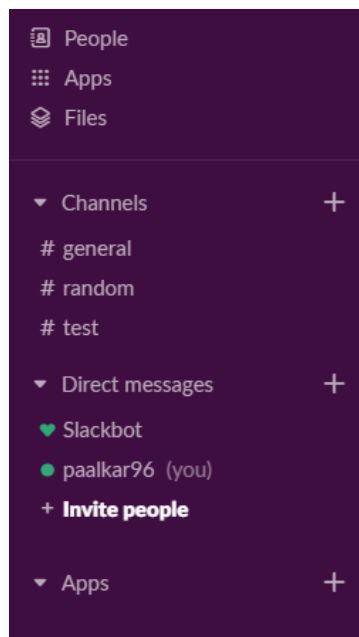 People
Apps
Files
Channels +
# general
# random
# test
Direct messages +
Slackbot
paalkar96 (you)
+ Invite people
Apps +